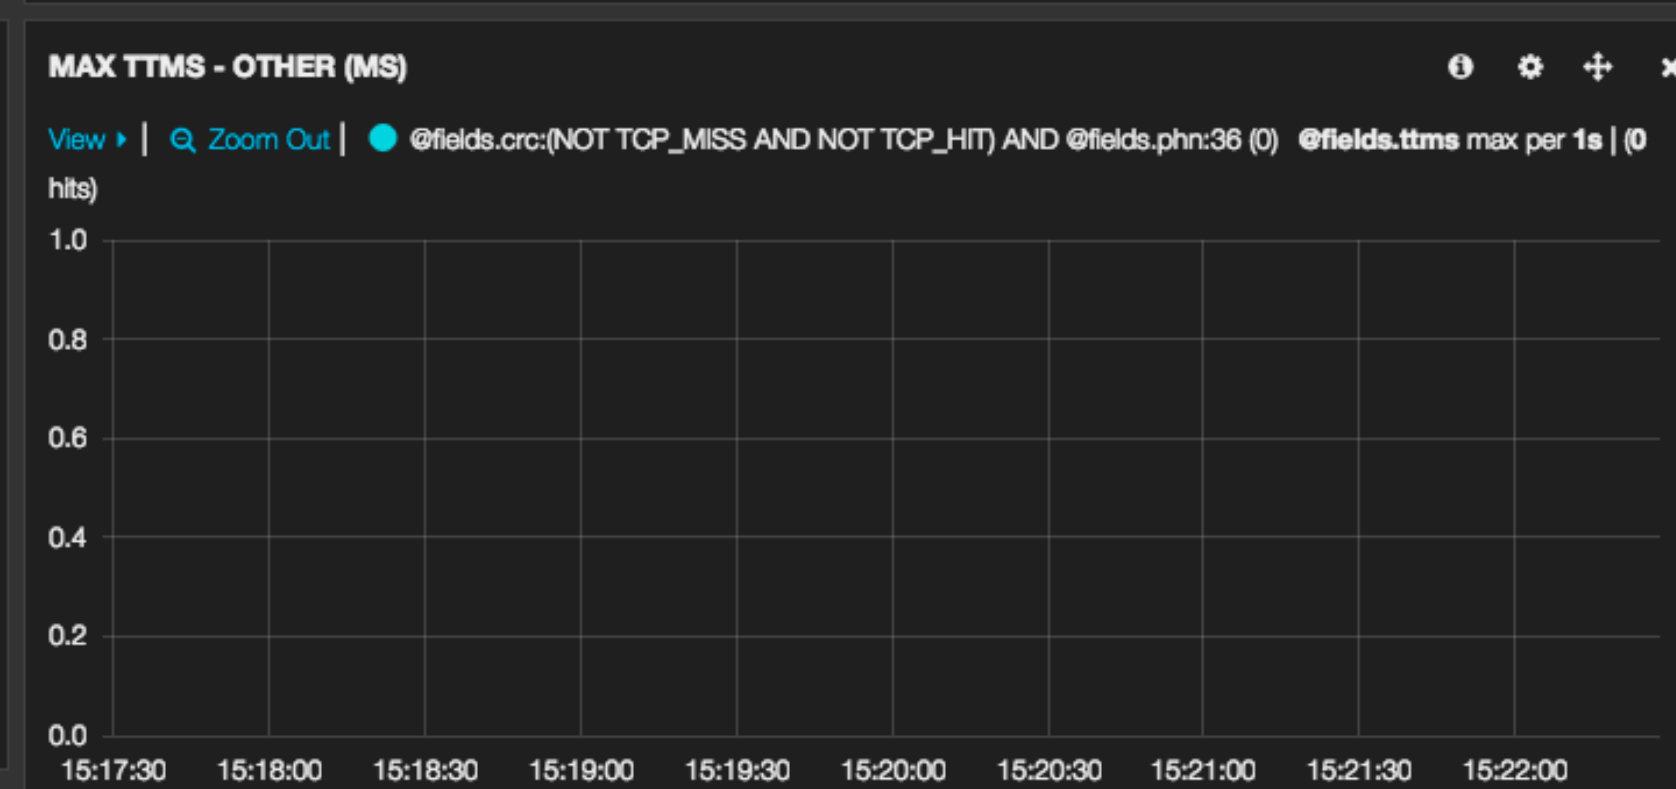 MAX TTMS - OTHER (MS)
View | Zoom Out | @fields.crc:(NOT TCP_MISS AND NOT TCP_HIT) AND @fields.phn:36 (0) @fields.ttms max per 1s | (0
hits)
1.0
0.8
0.6
0.4
0.2
0.0
15:17:30 15:18:00 15:18:30 15:19:00 15:19:30 15:20:00 15:20:30 15:21:00 15:21:30 15:22:00